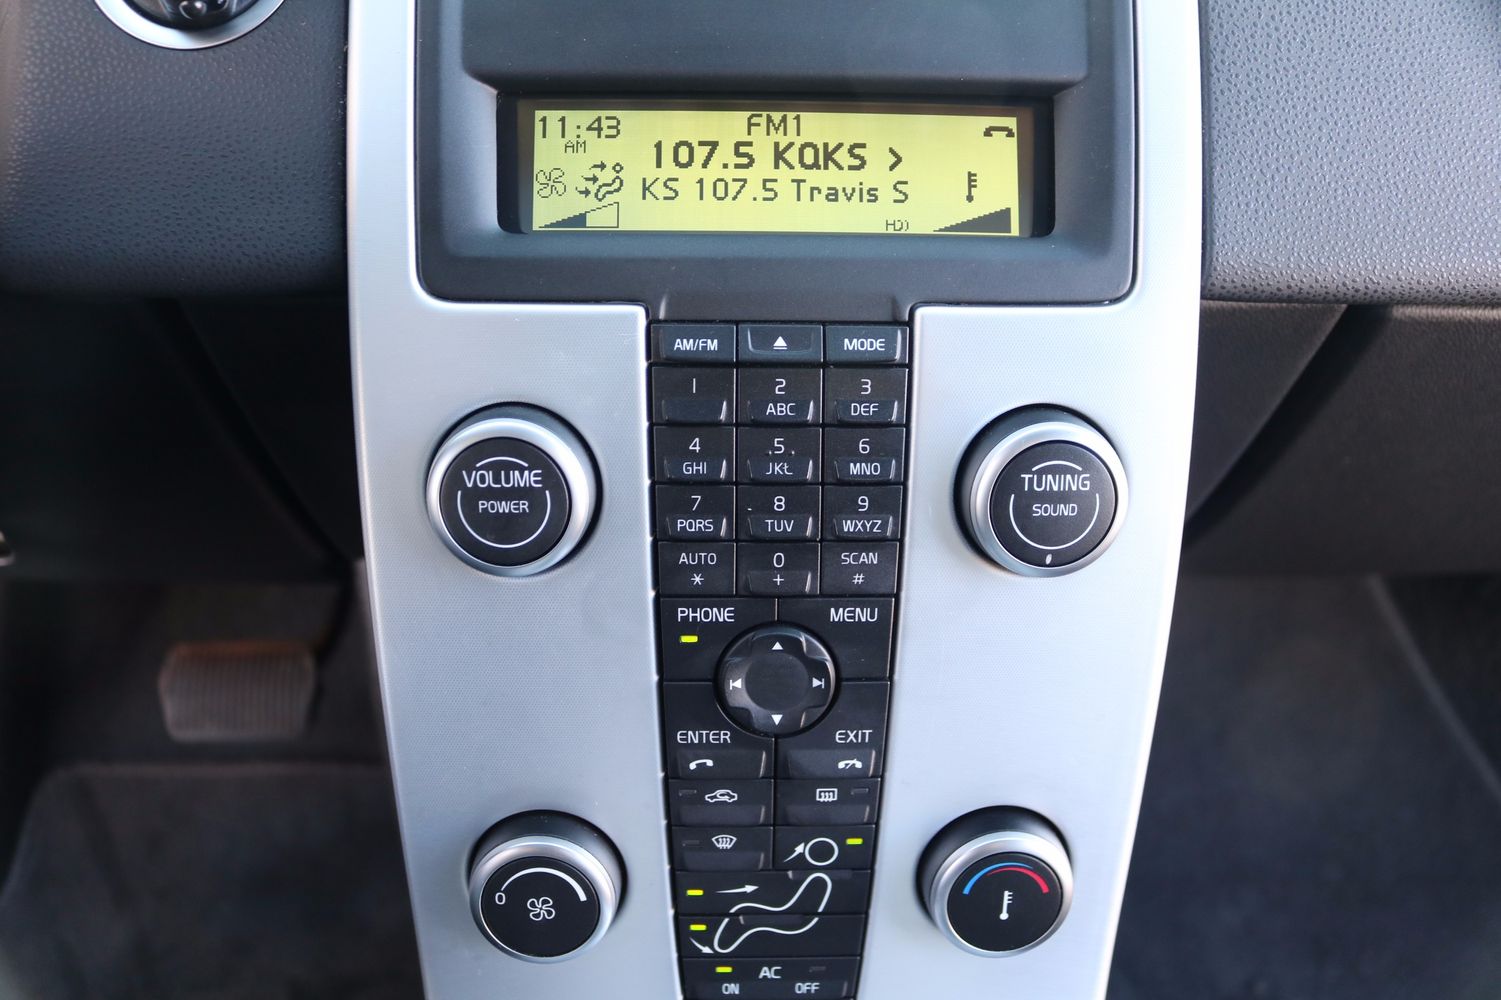 11:43 FM1
AM
107.5 KQKS >
KS 107.5 Travis S
HD)
AM/FM MODE
1 2 3
ABC DEF
4 5 6
GHI JKL MNO
7 8 9
PQRS TUV WXYZ
AUTO 0 SCAN
* + #
VOLUME
POWER
TUNING
SOUND
PHONE MENU
ENTER EXIT
0
AC
ON OFF